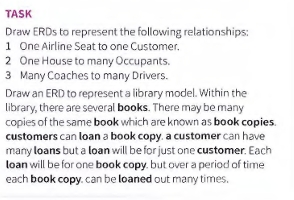 TASK
Draw ERDs to represent the following relationships:
1 One Airline Seat to one Customer.
2 One House to many Occupants.
3 Many Coaches to many Drivers.
Draw an ERD to represent a library model. Within the
library, there are several books. There may be many
copies of the same book which are known as book copies.
customers can loan a book copy. a customer can have
many loans but a loan will be for just one customer. Each
loan will be for one book copy. but over a period of time
each book copy. can be loaned out many times.